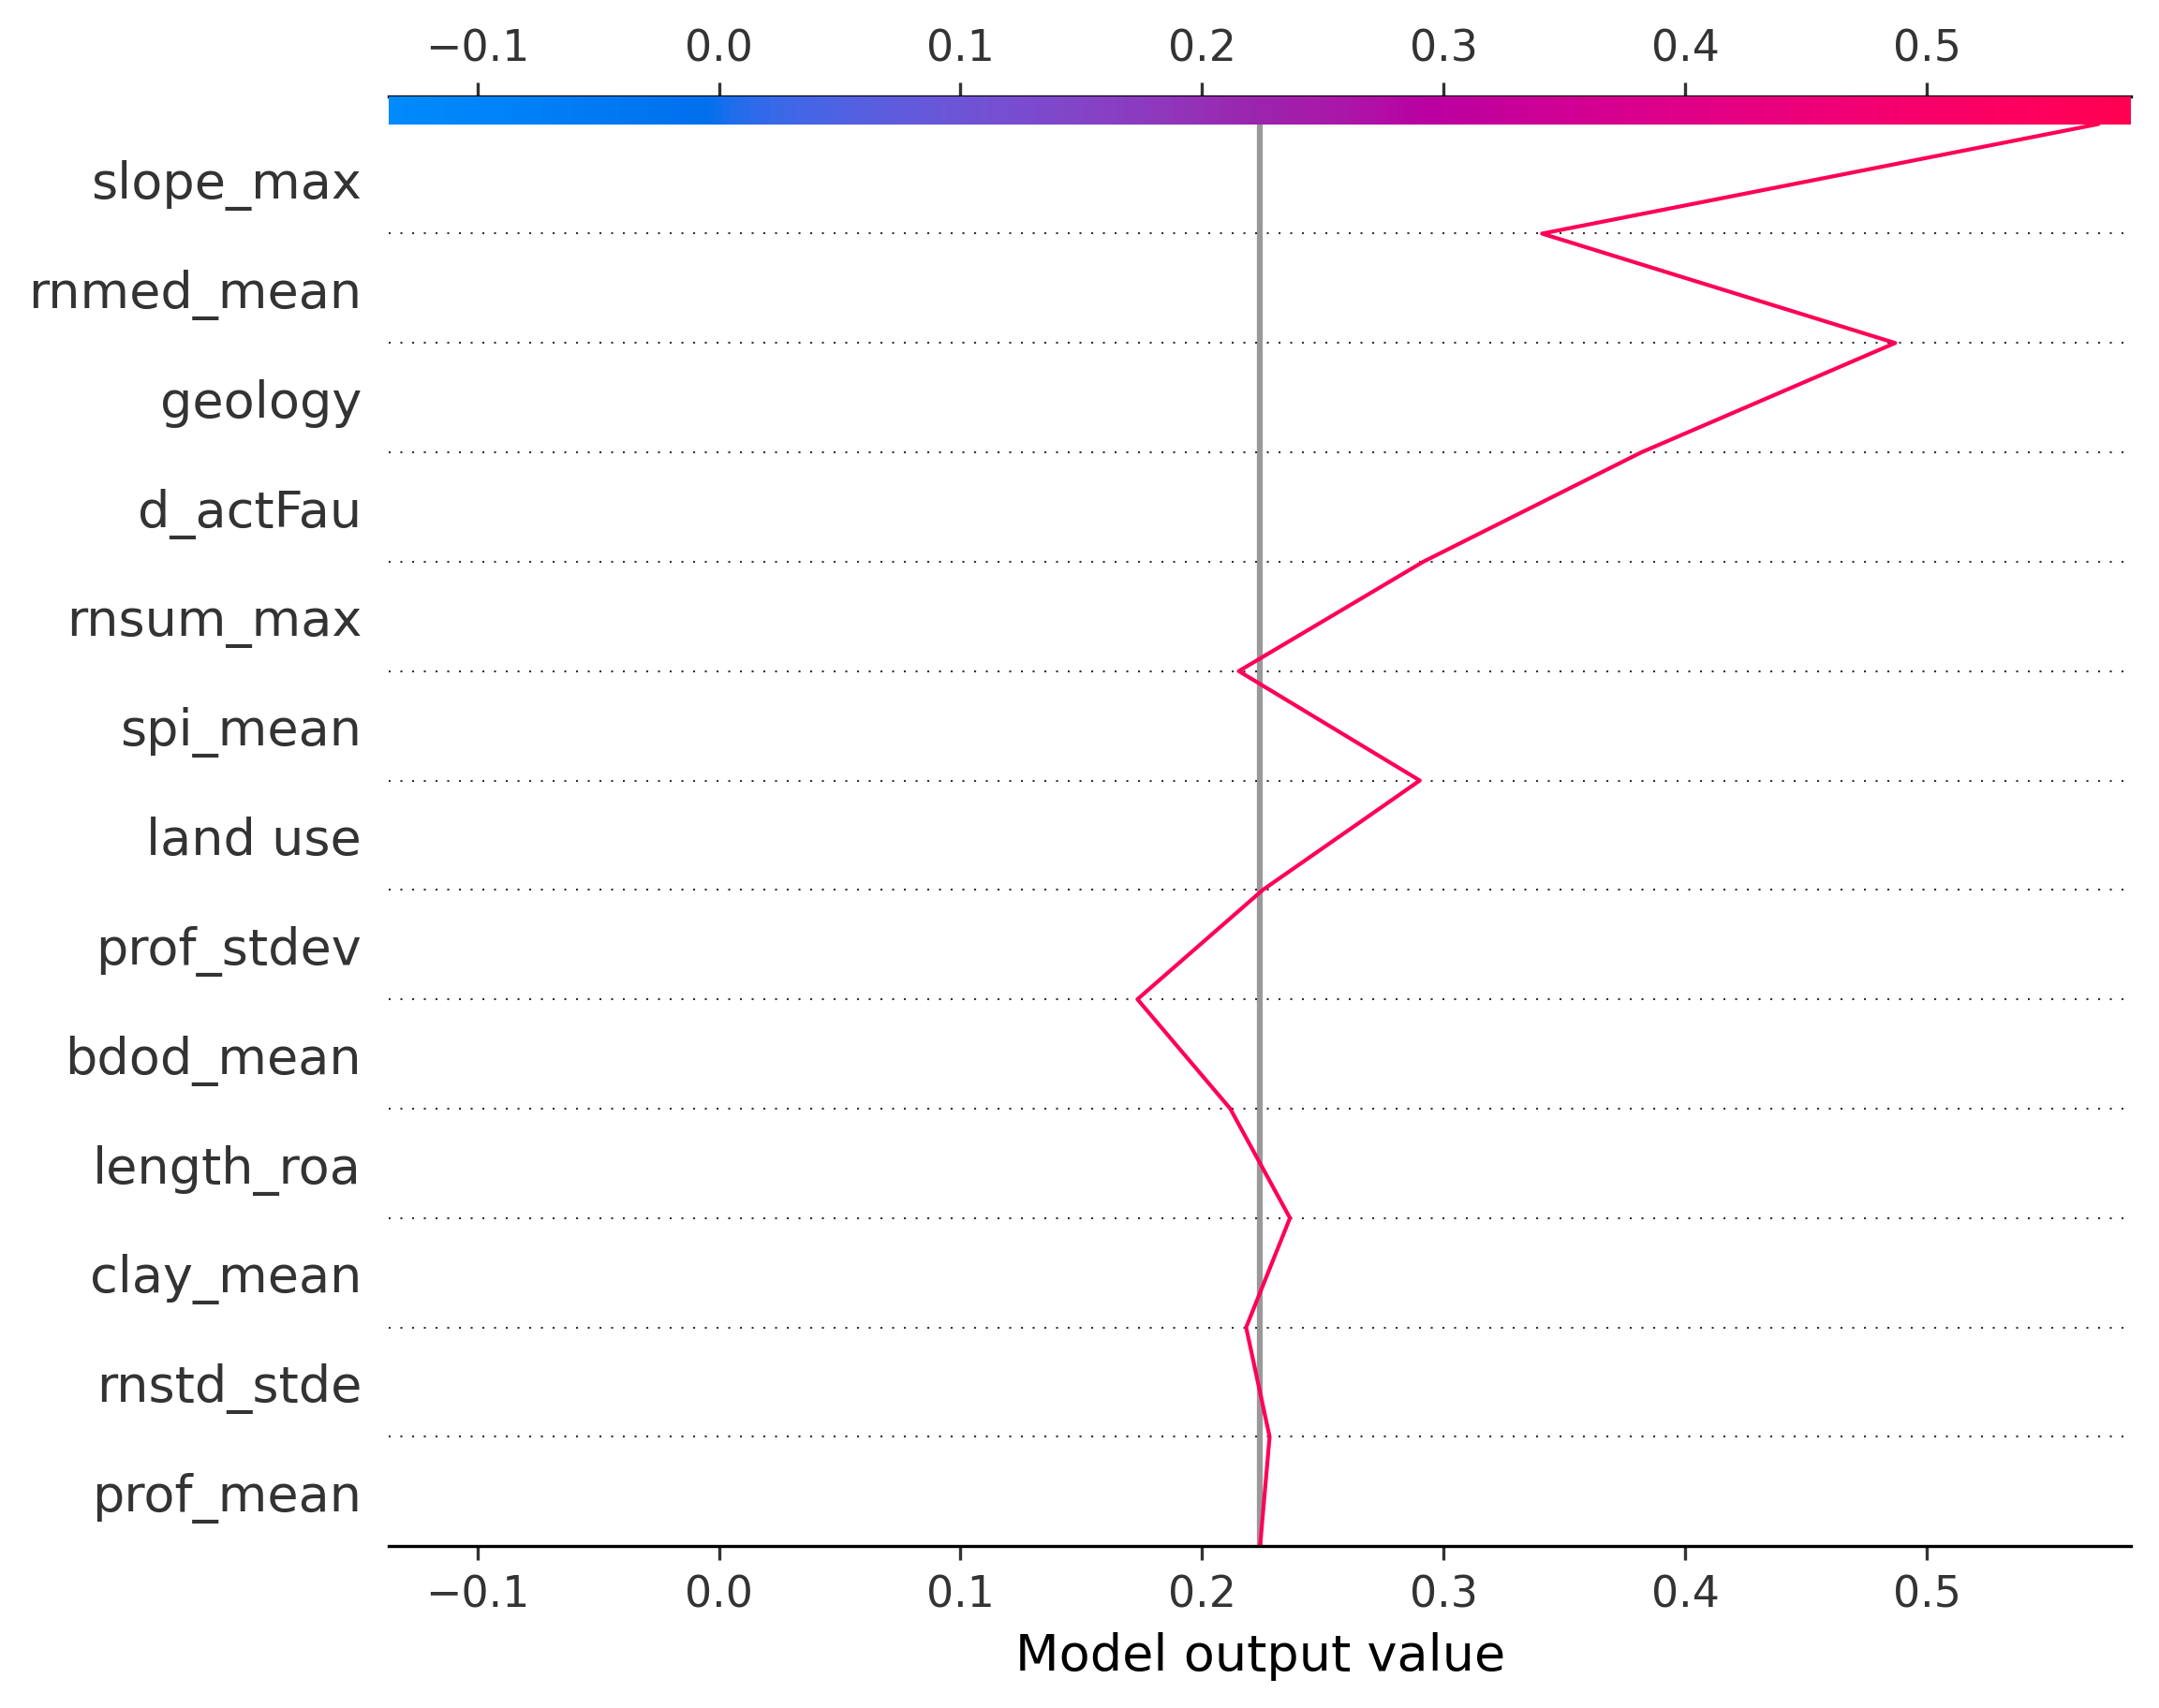 −0.1 0.0 0.1 0.2 0.3 0.4 0.5
slope_max
rnmed_mean
geology
d_actFau
rnsum_max
spi_mean
land use
prof_stdev
bdod_mean
length_roa
clay_mean
rnstd_stde
prof_mean
−0.1 0.0 0.1 0.2 0.3 0.4 0.5
Model output value